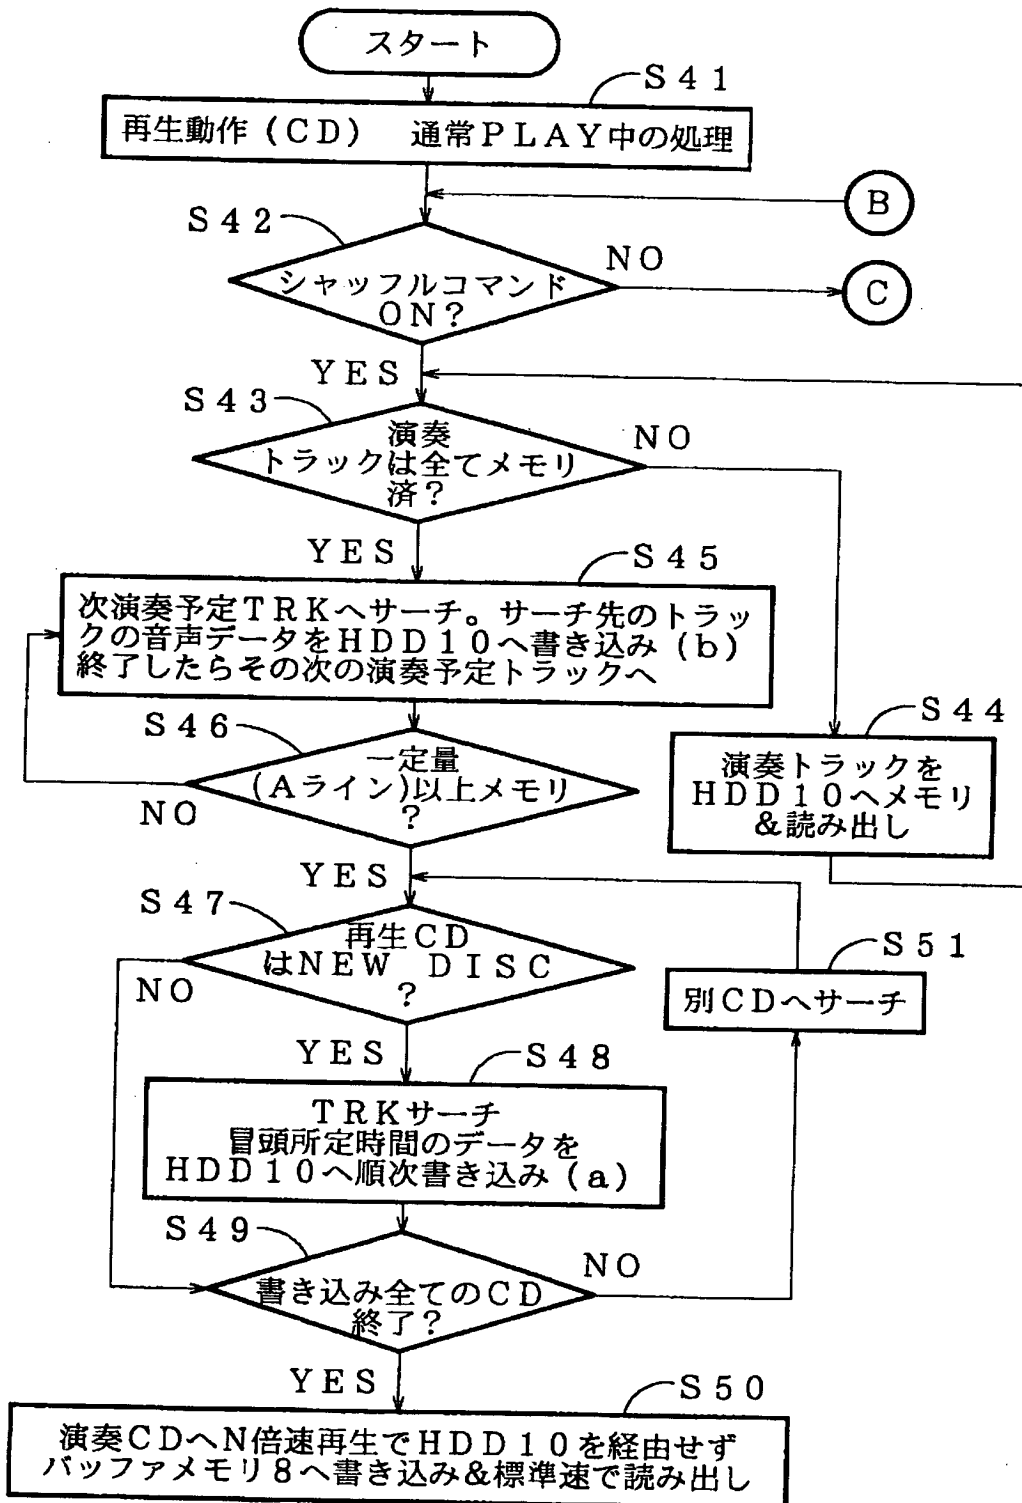 スタート
S41
再生動作(CD) 通常PLAY中の処理
B
S42
シャッフルコマンド
ON?
NO
C
YES
S43
演奏
トラックは全てメモリ
済?
NO
YES
S45
次演奏予定TRKへサーチ。サーチ先のトラッ
クの音声データをHDD10へ書き込み(b)
終了したらその次の演奏予定トラックへ
S44
演奏トラックを
HDD10へメモリ
&読み出し
S46
一定量
(Aライン)以上メモリ
?
NO
YES
S47
再生CD
はNEW DISC
?
NO
S51
別CDへサーチ
YES
S48
TRKサーチ
冒頭所定時間のデータを
HDD10へ順次書き込み(a)
S49
書き込み全てのCD
終了?
NO
YES
S50
演奏CDへN倍速再生でHDD10を経由せず
バッファメモリ8へ書き込み&標準速で読み出し